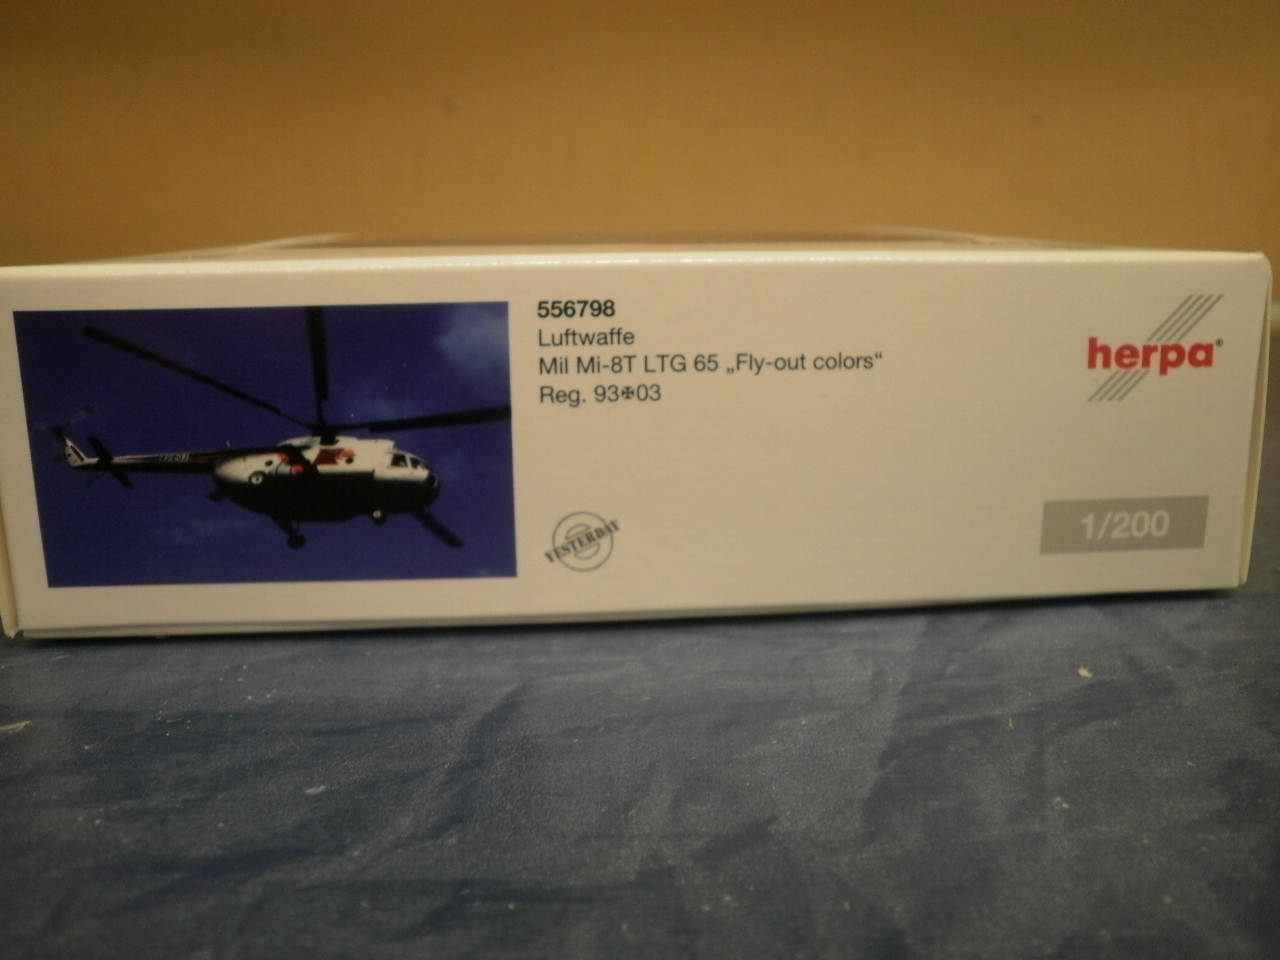 556798
Luftwaffe
Mil Mi-8T LTG 65 „Fly-out colors“
Reg. 93✠03
herpa®
YESTERDAY
1/200